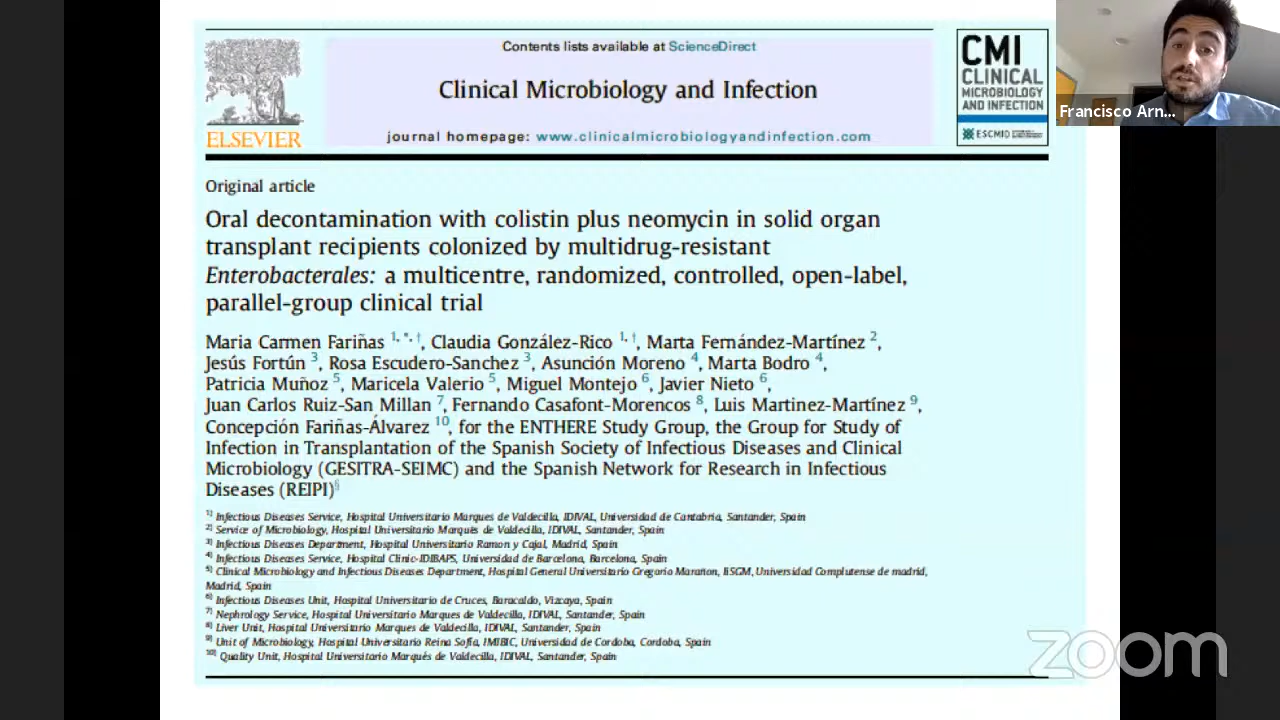 Contents lists available at ScienceDirect
Clinical Microbiology and Infection
journal homepage: www.clinicalmicrobiologyandinfection.com
ELSEVIER
CMI
CLINICAL
MICROBIOLOGY
AND INFECTION
ESCMID
Francisco Arn...
Original article
Oral decontamination with colistin plus neomycin in solid organ
transplant recipients colonized by multidrug-resistant
Enterobacterales: a multicentre, randomized, controlled, open-label,
parallel-group clinical trial
Maria Carmen Fariñas 1, *, †, Claudia González-Rico 1, †, Marta Fernández-Martínez 2,
Jesús Fortún 3, Rosa Escudero-Sanchez 3, Asunción Moreno 4, Marta Bodro 4,
Patricia Muñoz 5, Maricela Valerio 5, Miguel Montejo 6, Javier Nieto 6,
Juan Carlos Ruiz-San Millan 7, Fernando Casafont-Morencos 8, Luis Martinez-Martínez 9,
Concepción Fariñas-Álvarez 10, for the ENTHERE Study Group, the Group for Study of
Infection in Transplantation of the Spanish Society of Infectious Diseases and Clinical
Microbiology (GESITRA-SEIMC) and the Spanish Network for Research in Infectious
Diseases (REIPI)§
1) Infectious Diseases Service, Hospital Universitario Marques de Valdecilla, IDIVAL, Universidad de Cantabria, Santander, Spain
2) Service of Microbiology, Hospital Universitario Marqués de Valdecilla, IDIVAL, Santander, Spain
3) Infectious Diseases Department, Hospital Universitario Ramon y Cajal, Madrid, Spain
4) Infectious Diseases Service, Hospital Clinic-IDIBAPS, Universidad de Barcelona, Barcelona, Spain
5) Clinical Microbiology and Infectious Diseases Department, Hospital General Universitario Gregorio Marañon, IiSGM, Universidad Complutense de madrid,
Madrid, Spain
6) Infectious Diseases Unit, Hospital Universitario de Cruces, Baracaldo, Vizcaya, Spain
7) Nephrology Service, Hospital Universitario Marques de Valdecilla, IDIVAL, Santander, Spain
8) Liver Unit, Hospital Universitario Marques de Valdecilla, IDIVAL, Santander, Spain
9) Unit of Microbiology, Hospital Universitario Reina Sofía, IMIBIC, Universidad de Cordoba, Cordoba, Spain
10) Quality Unit, Hospital Universitario Marqués de Valdecilla, IDIVAL, Santander, Spain
zoom